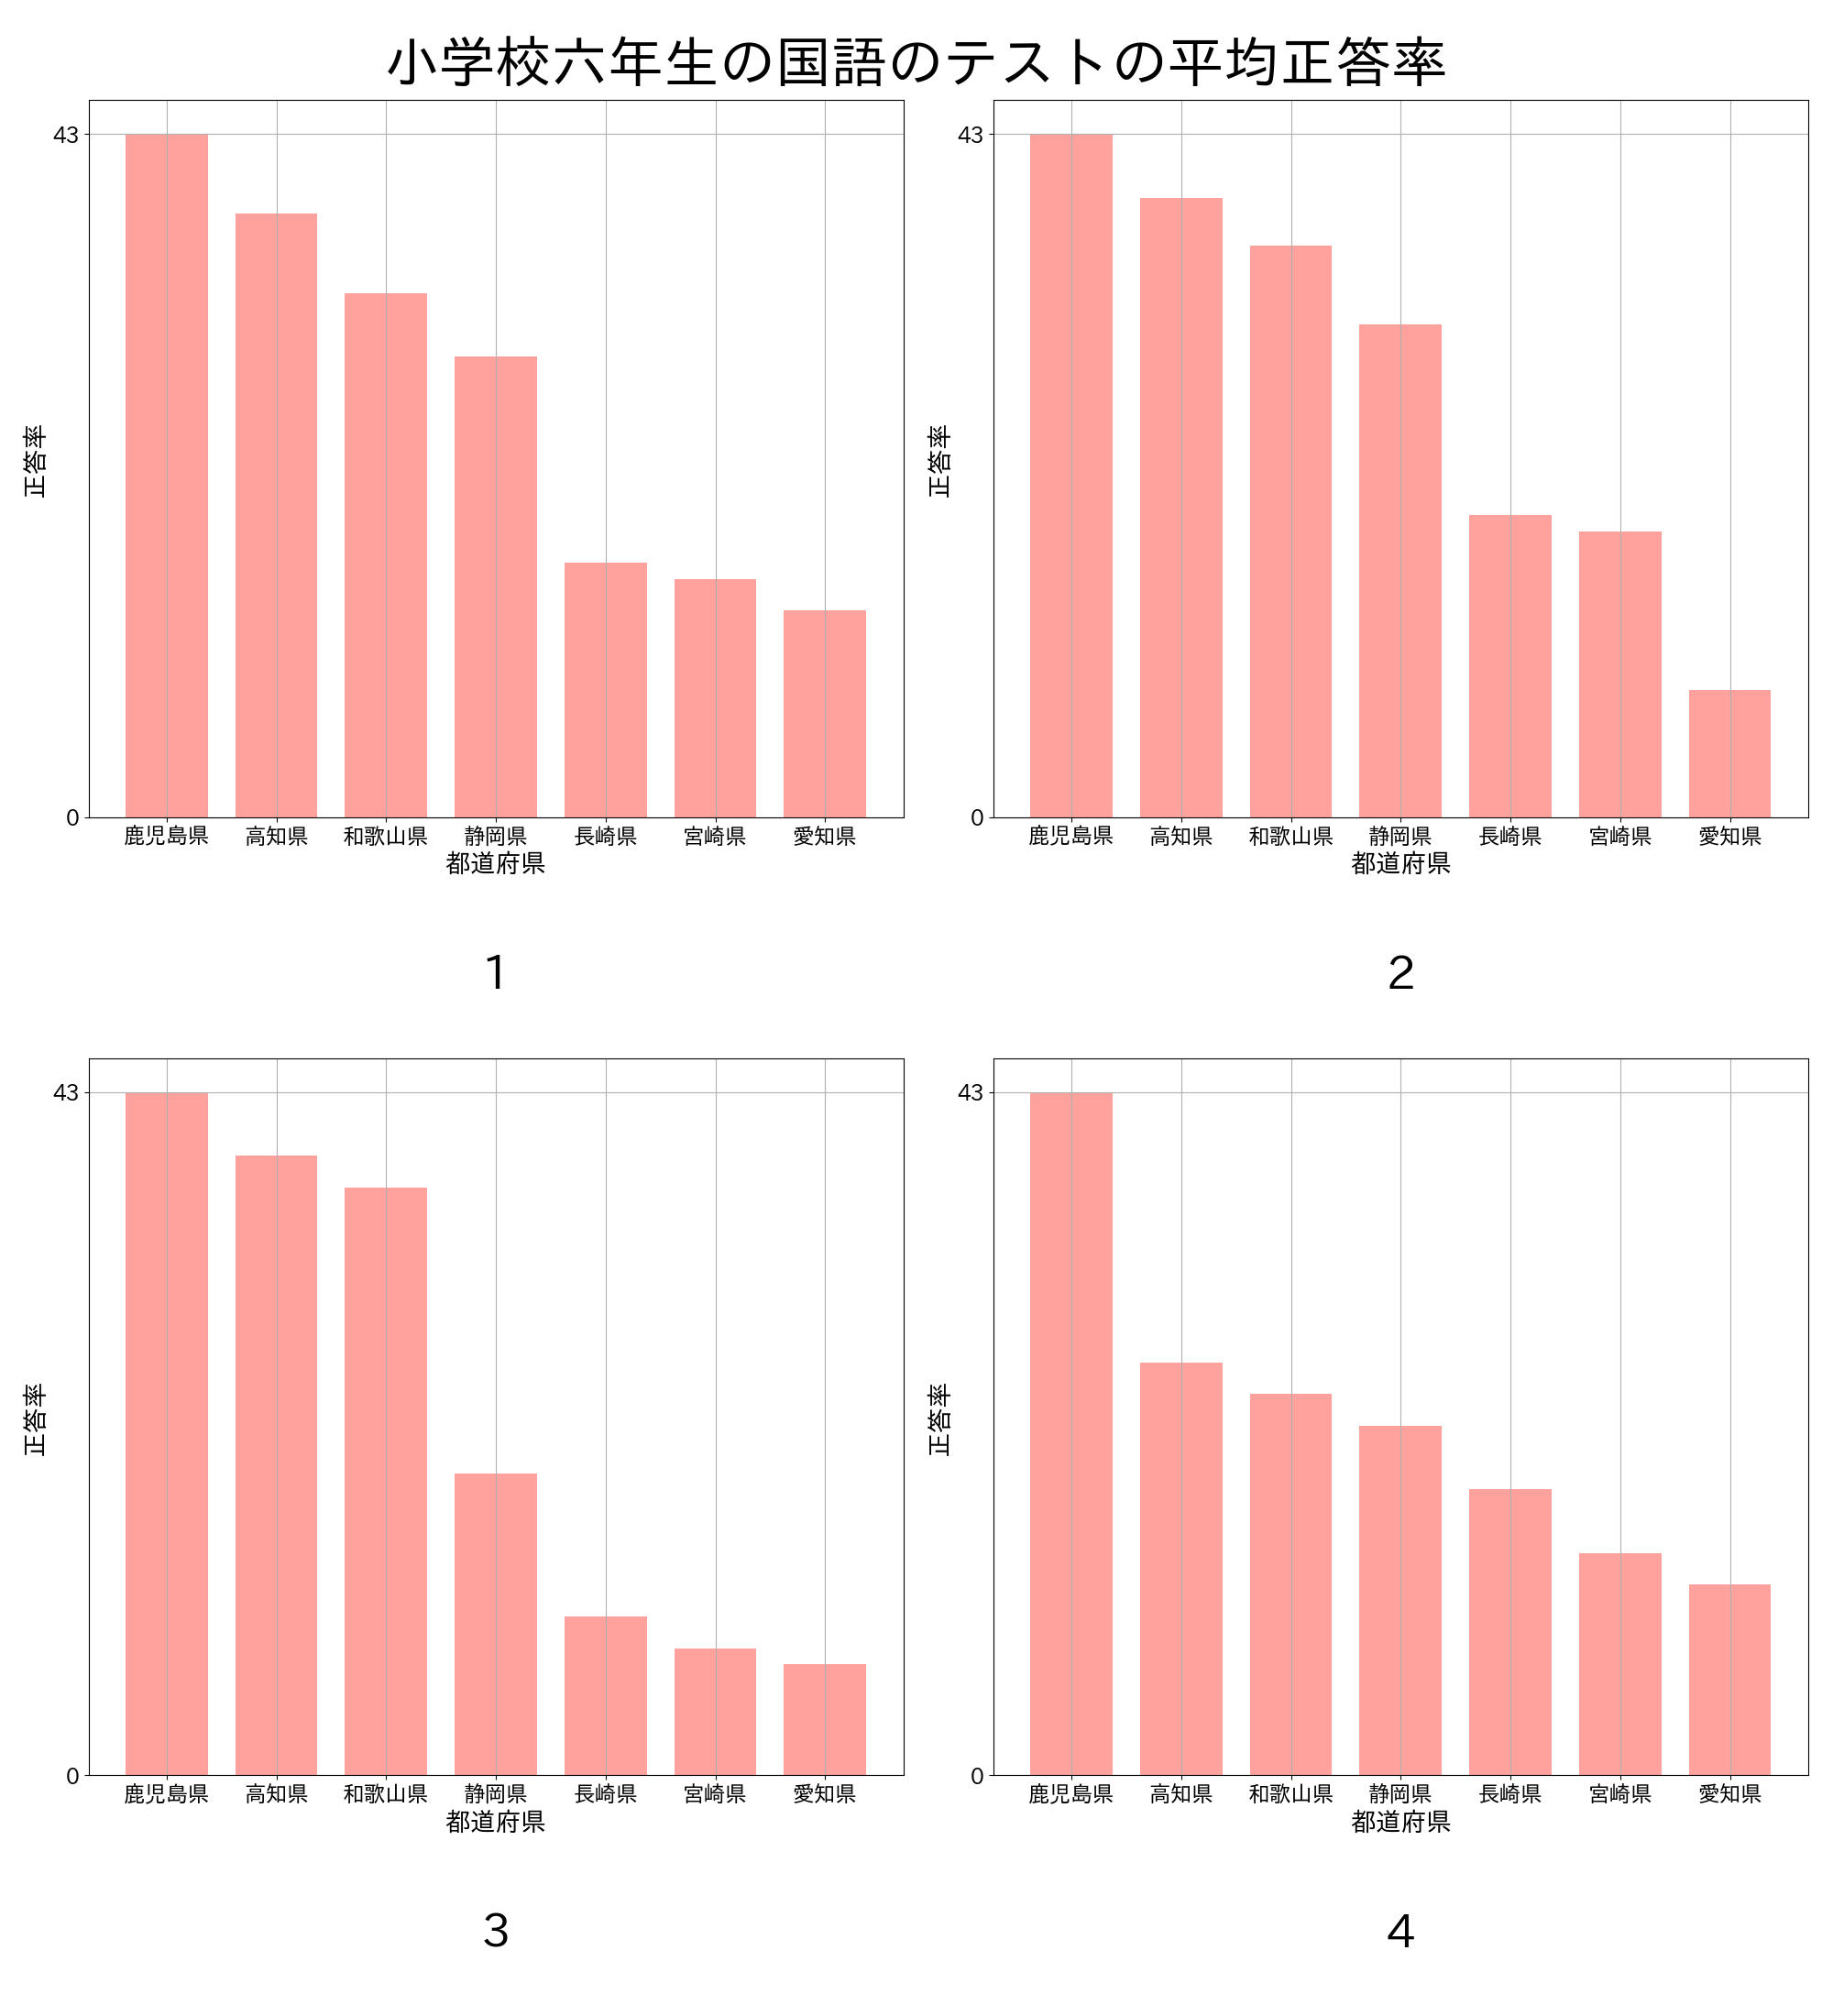 小学校六年生の国語のテストの平均正答率
43
0
正答率
鹿児島県 高知県 和歌山県 静岡県 長崎県 宮崎県 愛知県
都道府県
1
43
0
正答率
鹿児島県 高知県 和歌山県 静岡県 長崎県 宮崎県 愛知県
都道府県
2
43
0
正答率
鹿児島県 高知県 和歌山県 静岡県 長崎県 宮崎県 愛知県
都道府県
3
43
0
正答率
鹿児島県 高知県 和歌山県 静岡県 長崎県 宮崎県 愛知県
都道府県
4